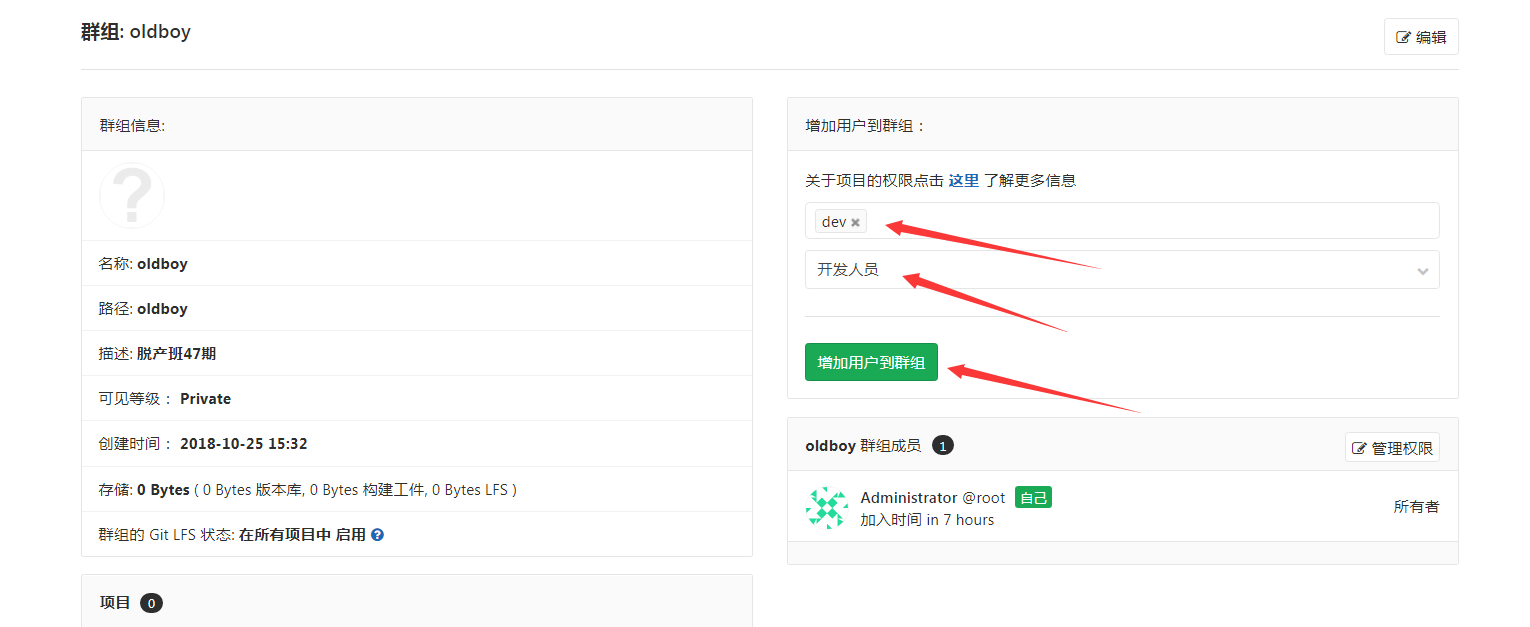 群组: oldboy
编辑
群组信息:
?
名称: oldboy
路径: oldboy
描述: 脱产班47期
可见等级： Private
创建时间： 2018-10-25 15:32
存储: 0 Bytes ( 0 Bytes 版本库, 0 Bytes 构建工件, 0 Bytes LFS )
群组的 Git LFS 状态: 在所有项目中 启用 ?
项目 0
增加用户到群组：
关于项目的权限点击 这里 了解更多信息
dev ×
开发人员
增加用户到群组
oldboy 群组成员 1
管理权限
Administrator @root 自己
加入时间 in 7 hours
所有者